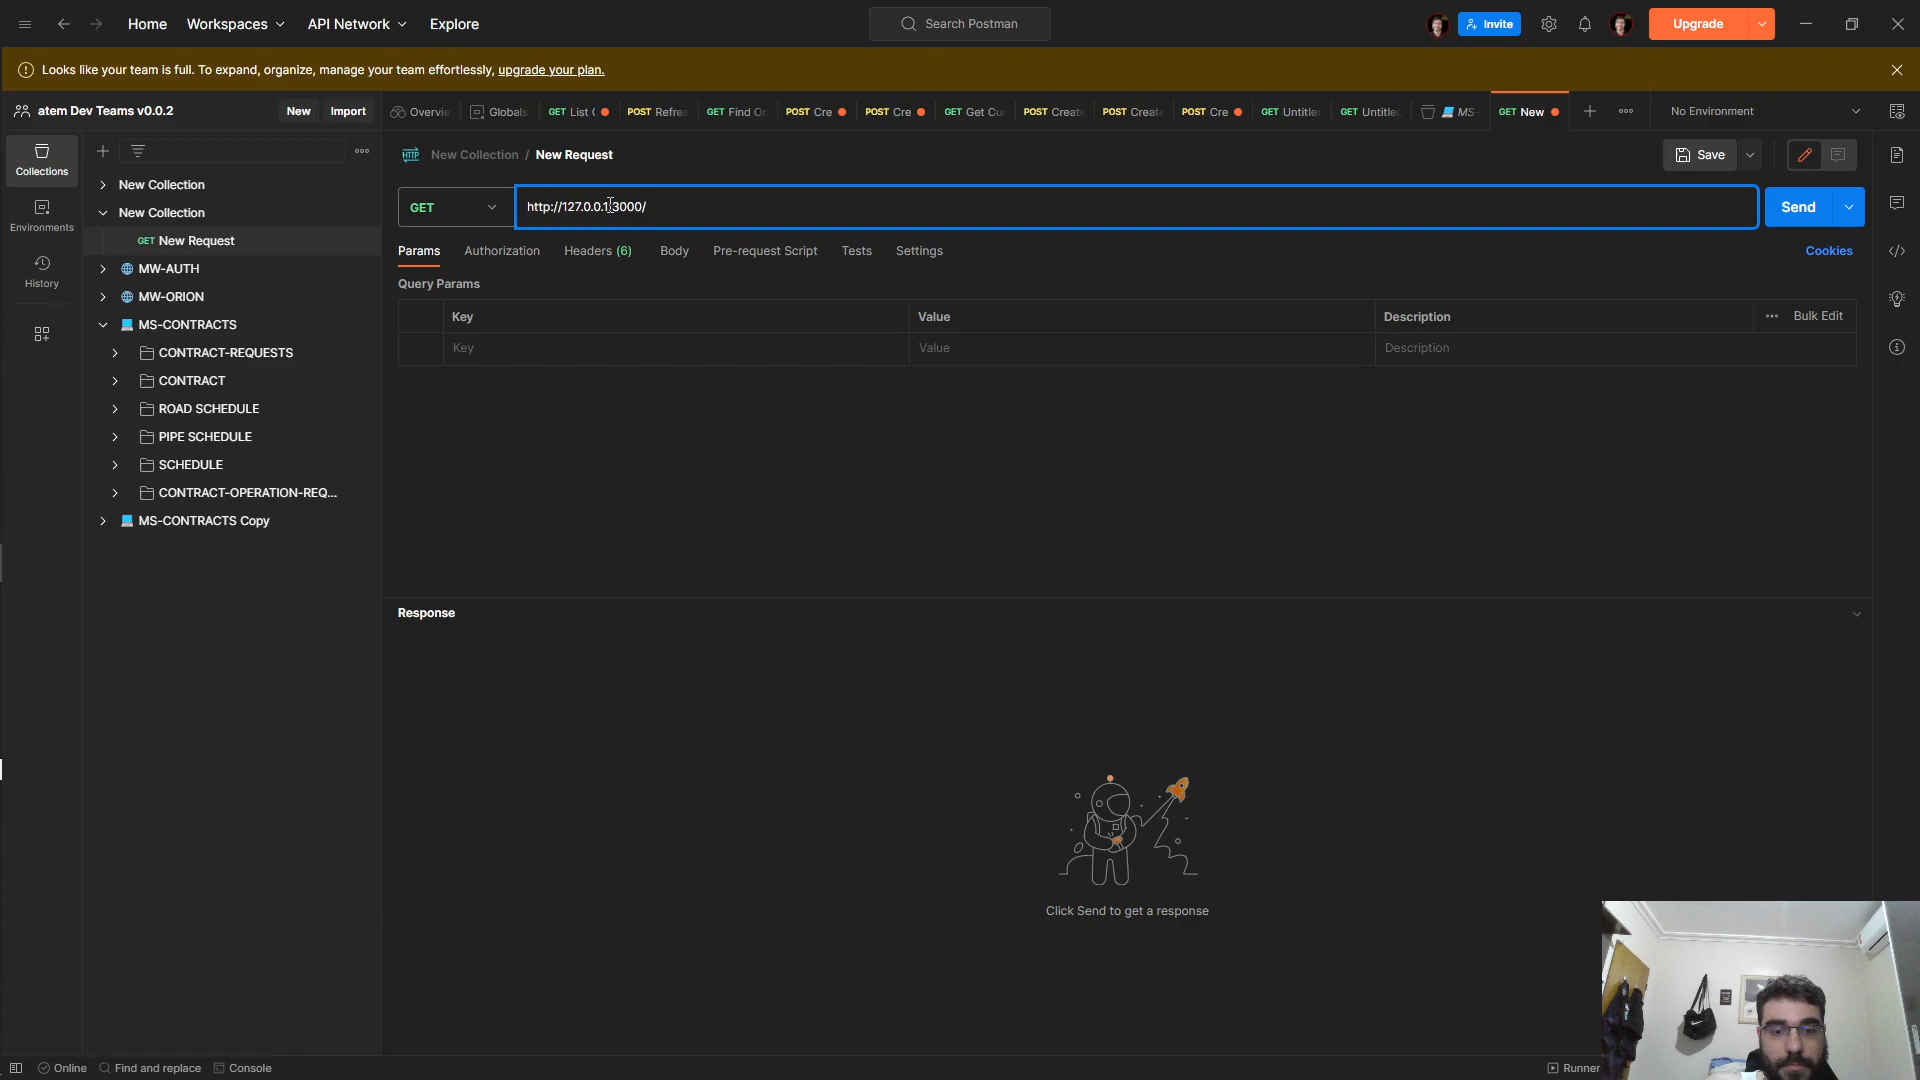 Home Workspaces API Network Explore Search Postman Invite Upgrade
Looks like your team is full. To expand, organize, manage your team effortlessly, upgrade your plan.
atem Dev Teams v0.0.2 New Import Overvie Globals GET List ( POST Refres GET Find Or POST Cre POST Cre GET Get Cu POST Create POST Create POST Cre GET Untitled GET Untitled MS- GET New No Environment
Collections
Environments
History
New Collection
New Collection
GET New Request
MW-AUTH
MW-ORION
MS-CONTRACTS
CONTRACT-REQUESTS
CONTRACT
ROAD SCHEDULE
PIPE SCHEDULE
SCHEDULE
CONTRACT-OPERATION-REQ...
MS-CONTRACTS Copy
HTTP New Collection / New Request Save
GET http://127.0.0.1:3000/ Send
Params Authorization Headers (6) Body Pre-request Script Tests Settings Cookies
Query Params
Key Value Description Bulk Edit
Key Value Description
Response
Click Send to get a response
Online Find and replace Console Runner